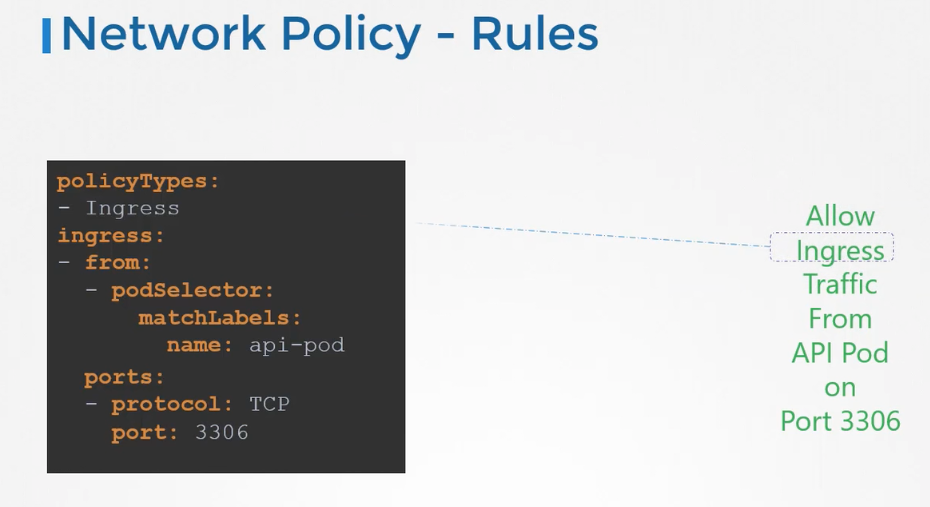 Network Policy - Rules
policyTypes:
- Ingress
ingress:
- from:
  - podSelector:
      matchLabels:
        name: api-pod
  ports:
  - protocol: TCP
    port: 3306
Allow
Ingress
Traffic
From
API Pod
on
Port 3306